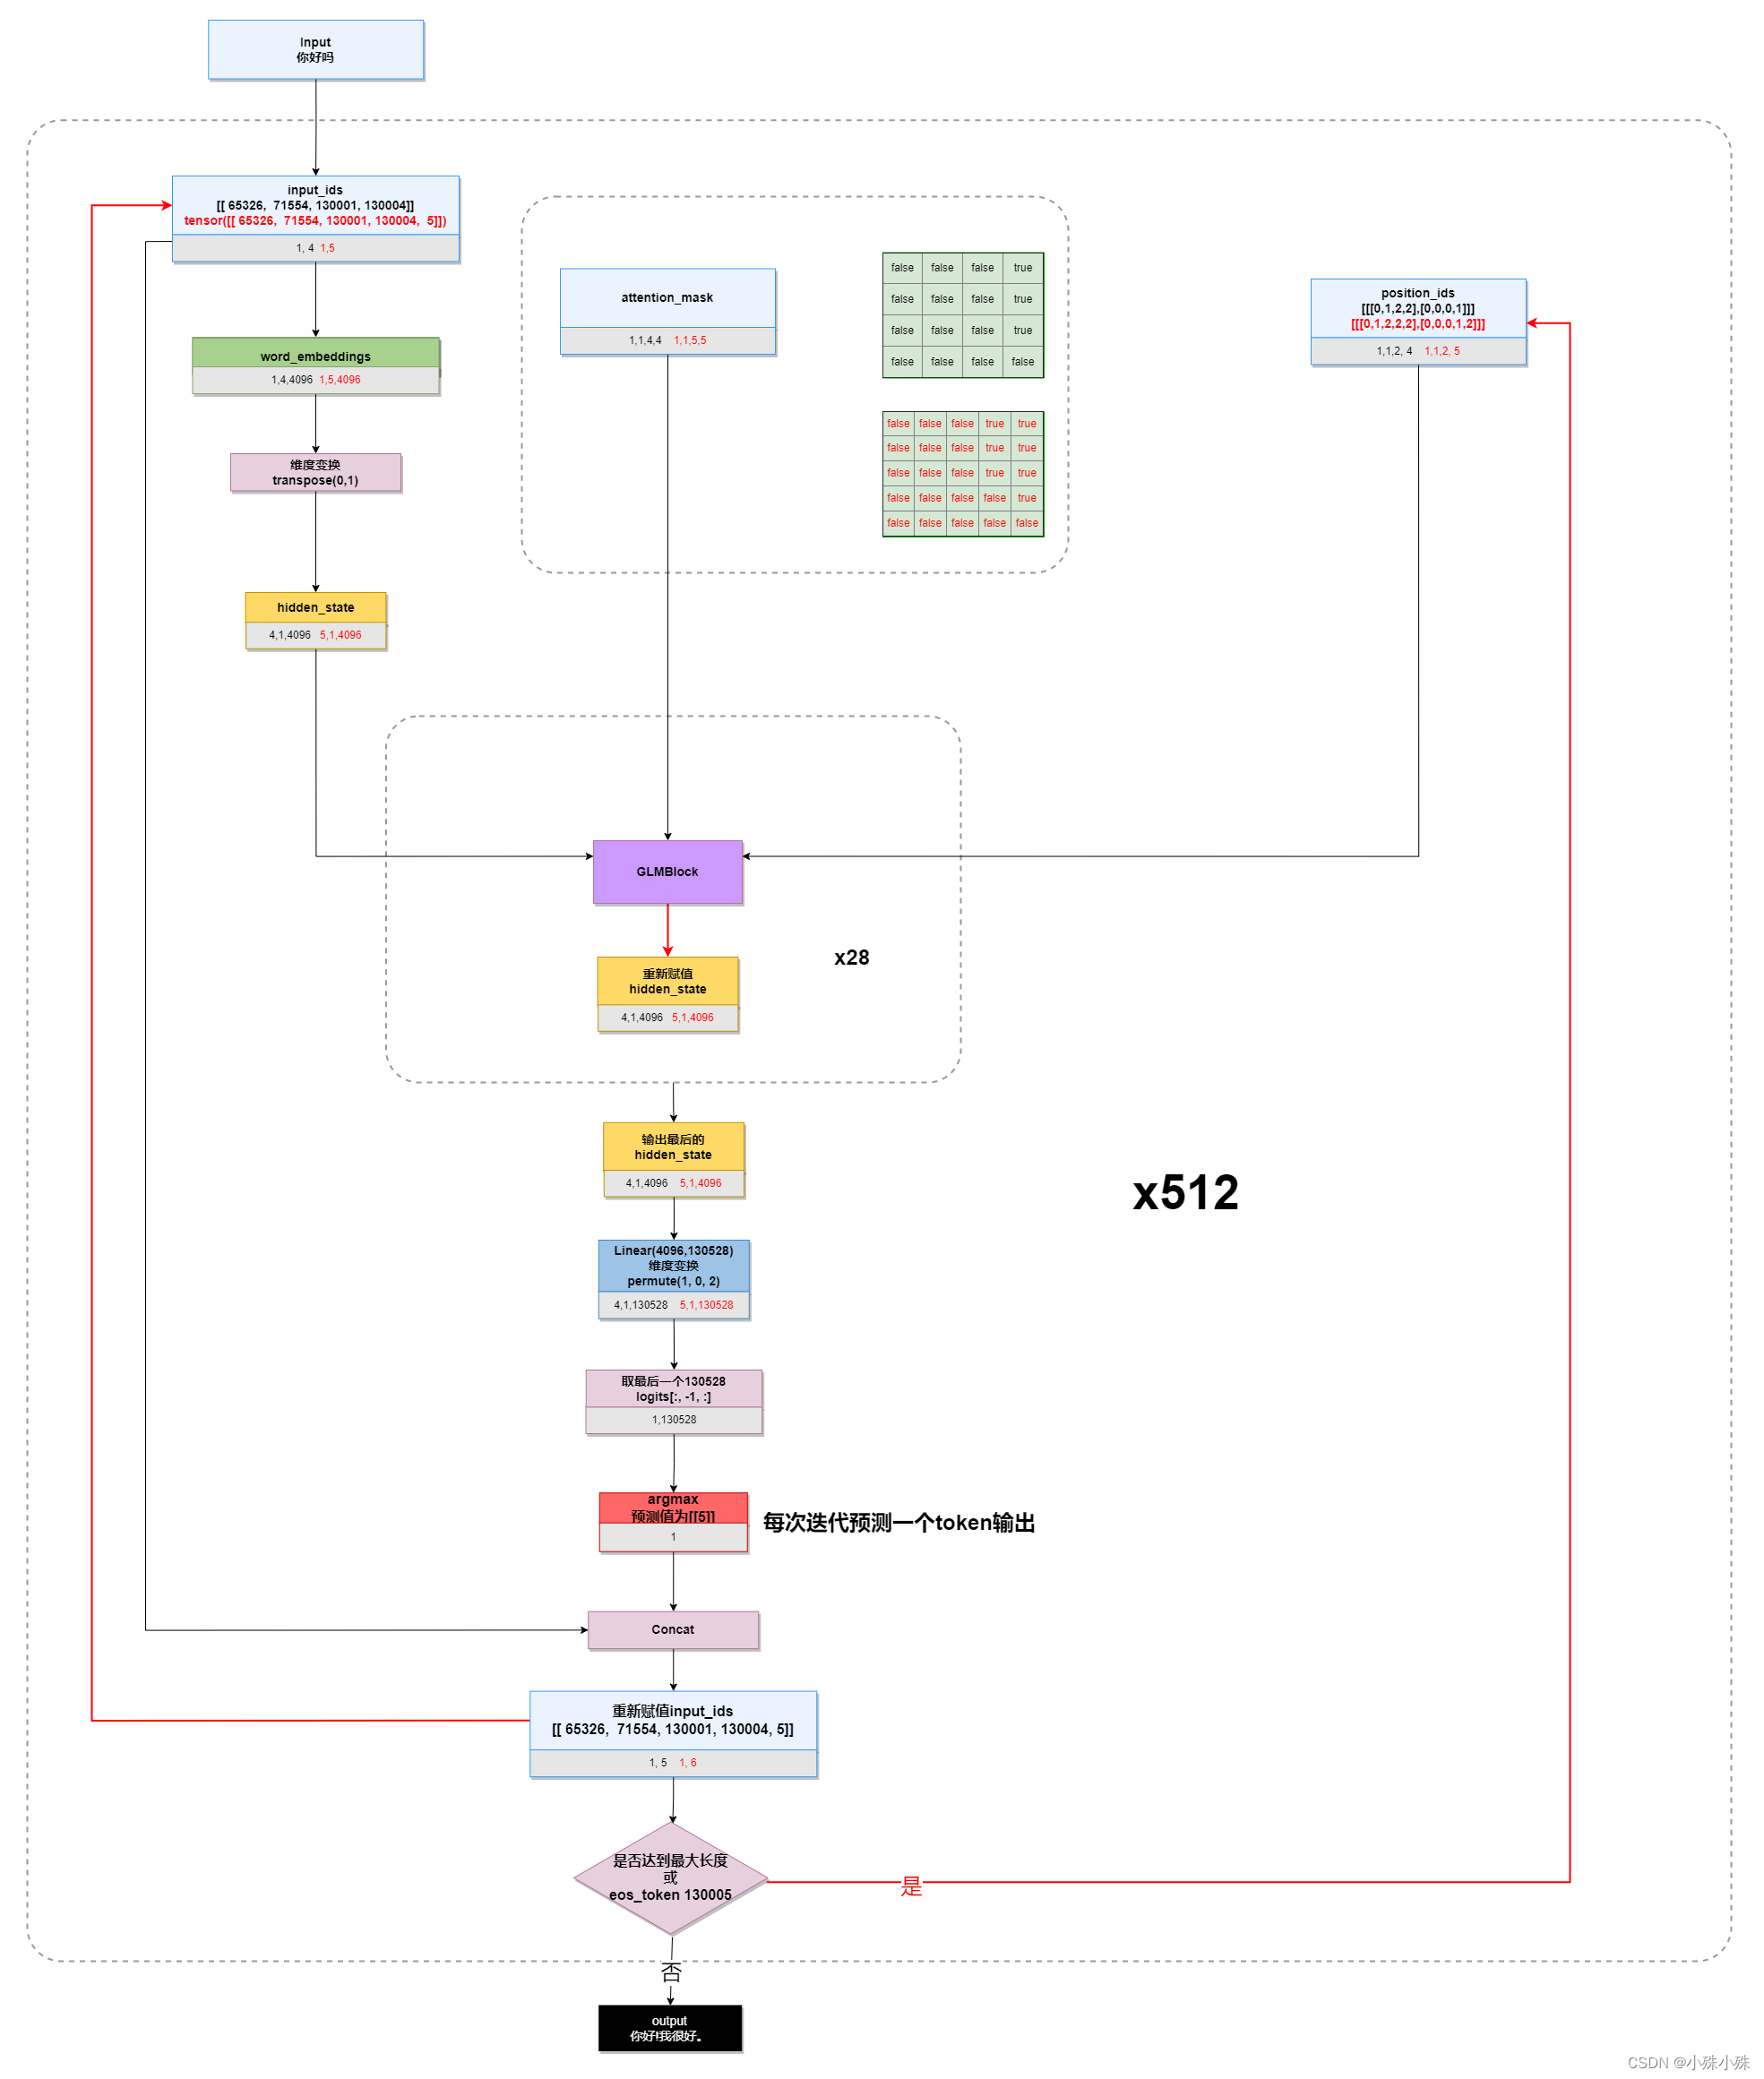 Input
你好吗
input_ids
[[ 65326, 71554, 130001, 130004]]
tensor([[ 65326, 71554, 130001, 130004, 5]])
1, 4 1,5
word_embeddings
1,4,4096 1,5,4096
维度变换
transpose(0,1)
hidden_state
4,1,4096 5,1,4096
attention_mask
1,1,4,4 1,1,5,5
false false false true
false false false true
false false false true
false false false false
false false false true true
false false false true true
false false false true true
false false false false true
false false false false false
position_ids
[[[0,1,2,2],[0,0,0,1]]]
[[[0,1,2,2,2],[0,0,0,1,2]]]
1,1,2, 4 1,1,2, 5
GLMBlock
x28
重新赋值
hidden_state
4,1,4096 5,1,4096
输出最后的
hidden_state
4,1,4096 5,1,4096
x512
Linear(4096,130528)
维度变换
permute(1, 0, 2)
4,1,130528 5,1,130528
取最后一个130528
logits[:, -1, :]
1,130528
argmax
预测值为[[5]]
1
每次迭代预测一个token输出
Concat
重新赋值input_ids
[[ 65326, 71554, 130001, 130004, 5]]
1, 5 1, 6
是否达到最大长度
或
eos_token 130005
是
否
output
你好!我很好。
CSDN @小殊小殊